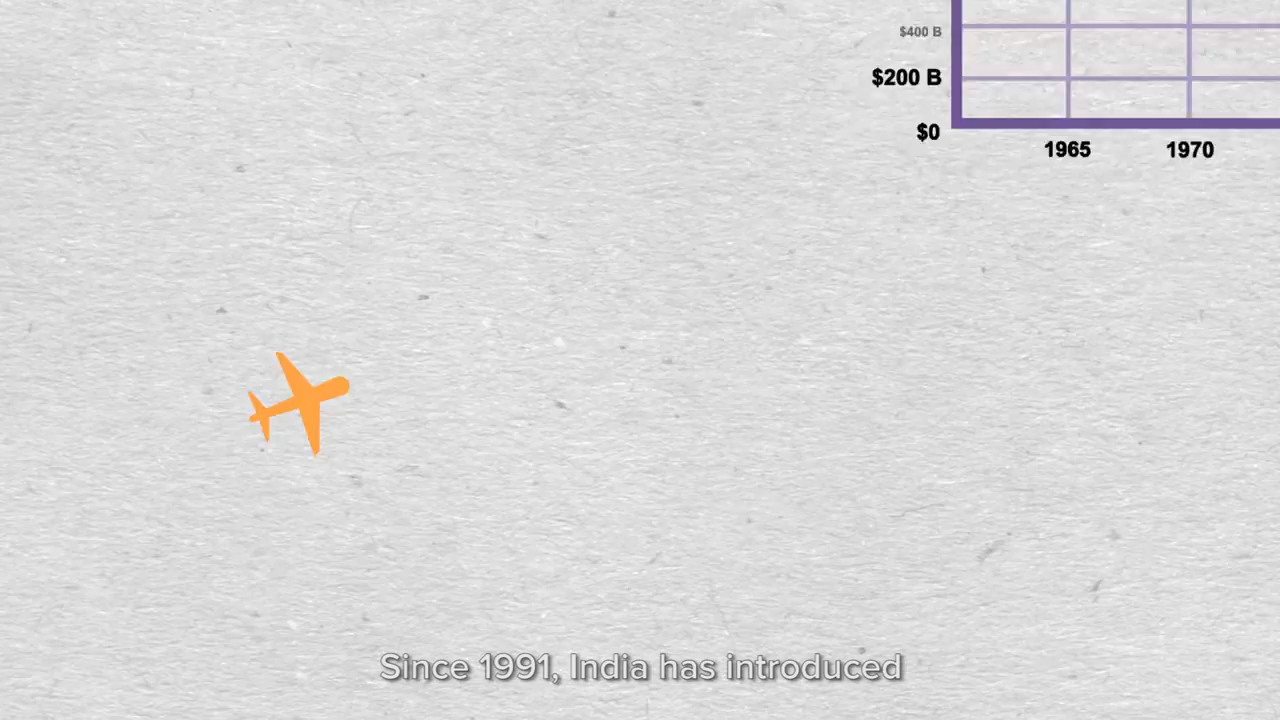 $400 B
$200 B
$0
1965 1970
Since 1991, India has introduced